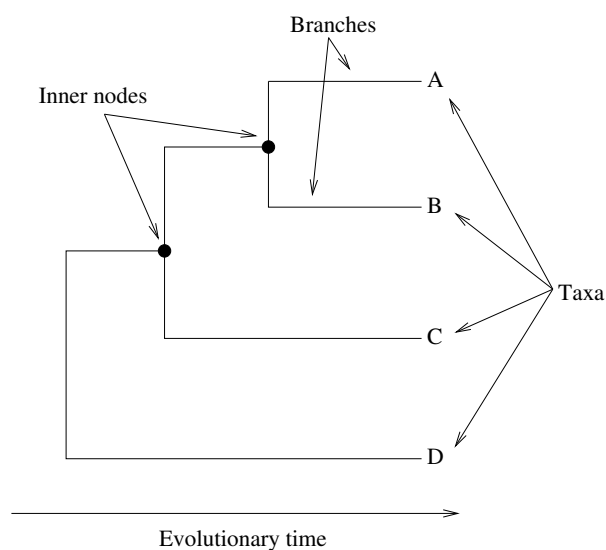 Branches
Inner nodes
A
B
Taxa
C
D
Evolutionary time